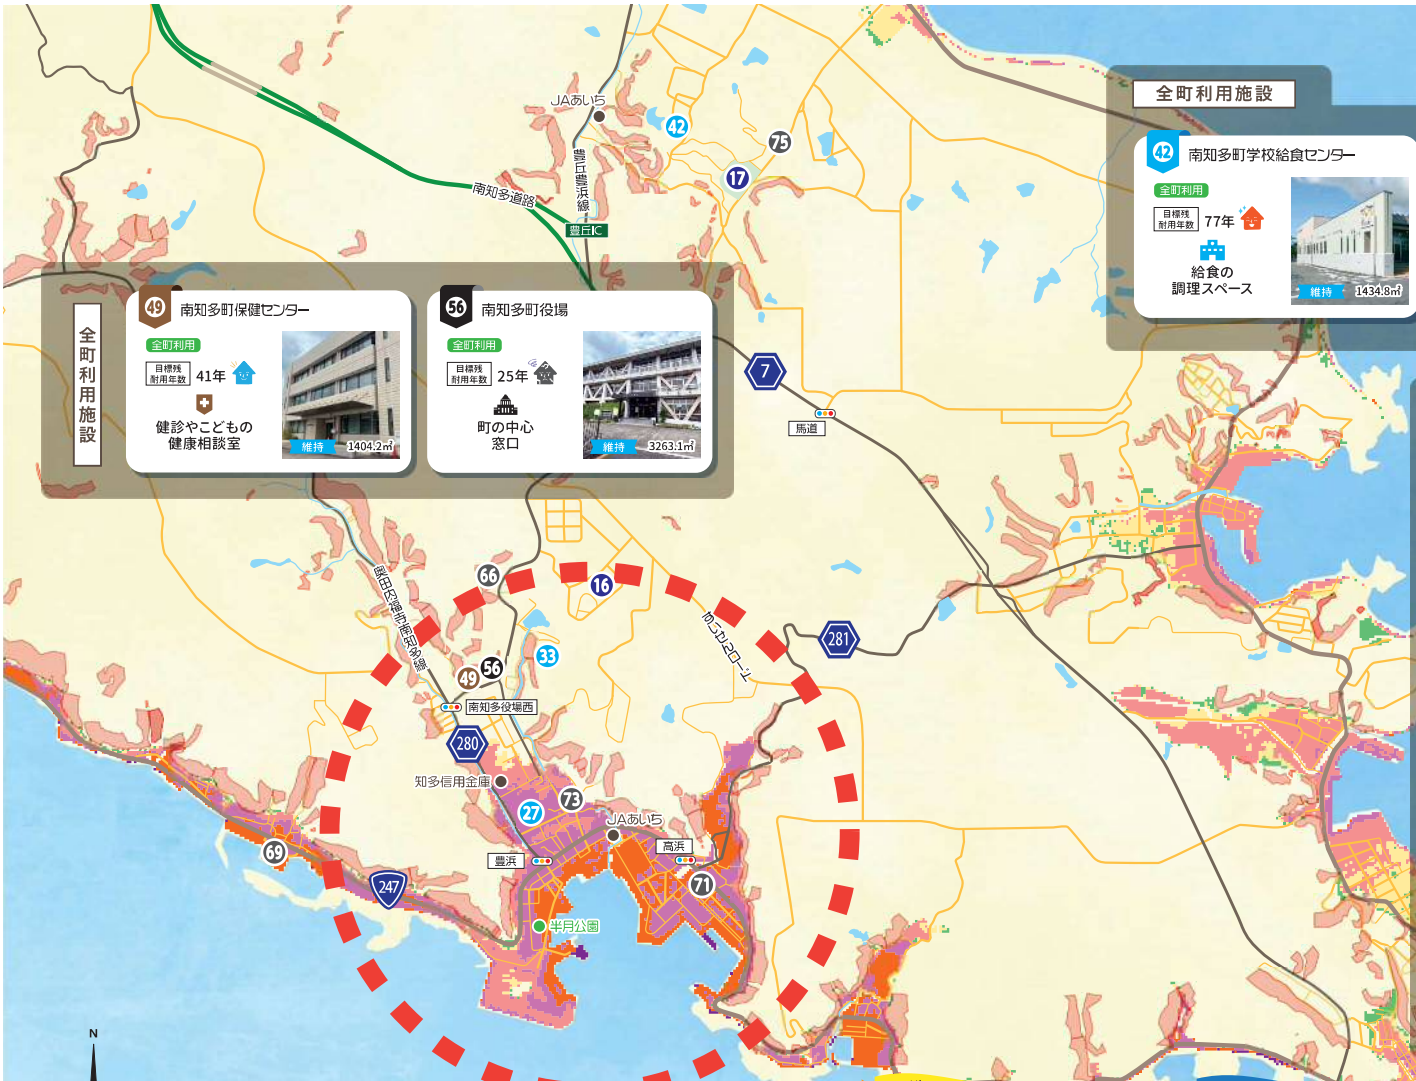 JAあいち
42
75
17
豊丘豊浜線
南知多道路
豊丘IC
全町利用施設
42
南知多町学校給食センター
全町利用
目標残
耐用年数
77年
給食の
調理スペース
維持
1434.8㎡
全町利用施設
49
南知多町保健センター
全町利用
目標残
耐用年数
41年
健診やこどもの
健康相談室
維持
1404.2㎡
56
南知多町役場
全町利用
目標残
耐用年数
25年
町の中心
窓口
維持
3263.1㎡
7
馬道
奥田内福寺南知多線
66
16
すいせんロード
281
33
56
49
南知多役場西
280
知多信用金庫
27
73
JAあいち
豊浜
高浜
71
69
247
半月公園
N